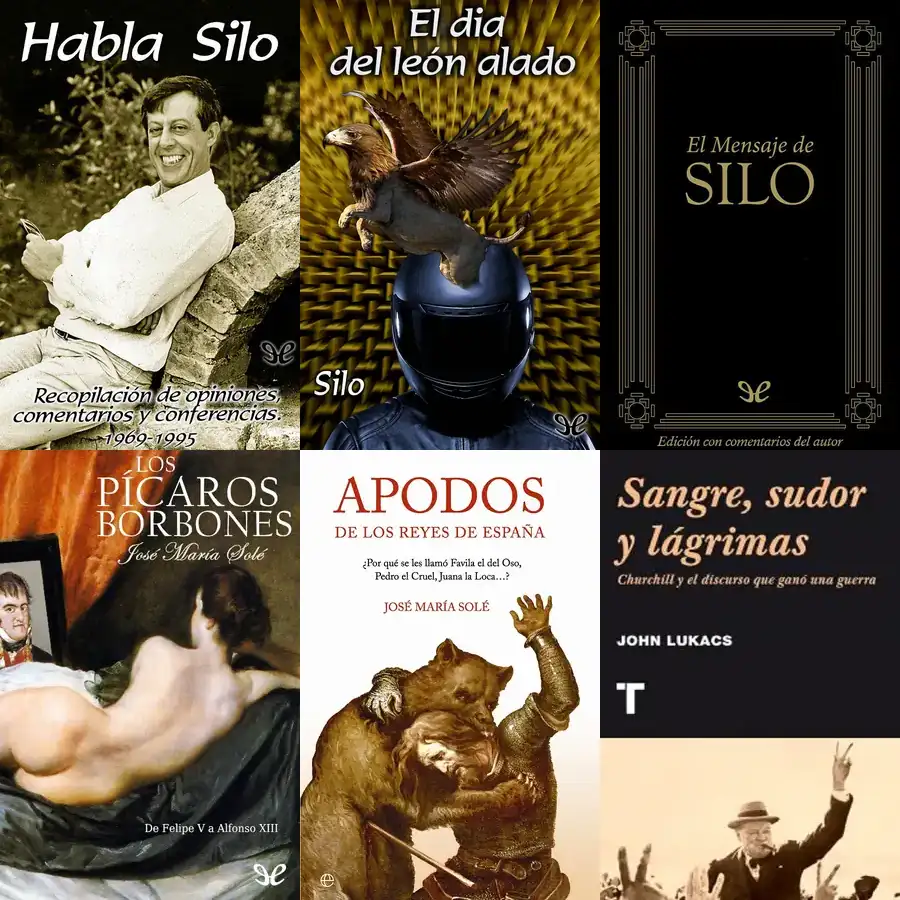 Habla Silo
Recopilación de opiniones,
comentarios y conferencias.
1969-1995
El dia
del león alado
Silo
El Mensaje de
SILO
Edición con comentarios del autor
LOS
PÍCAROS
BORBONES
José María Solé
De Felipe V a Alfonso XIII
APODOS
DE LOS REYES DE ESPAÑA
¿Por qué se les llamó Favila el del Oso,
Pedro el Cruel, Juana la Loca…?
JOSÉ MARÍA SOLÉ
Sangre, sudor
y lágrimas
Churchill y el discurso que ganó una guerra
JOHN LUKACS
T